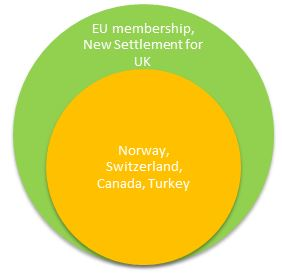 EU membership,
New Settlement for
UK
Norway,
Switzerland,
Canada, Turkey